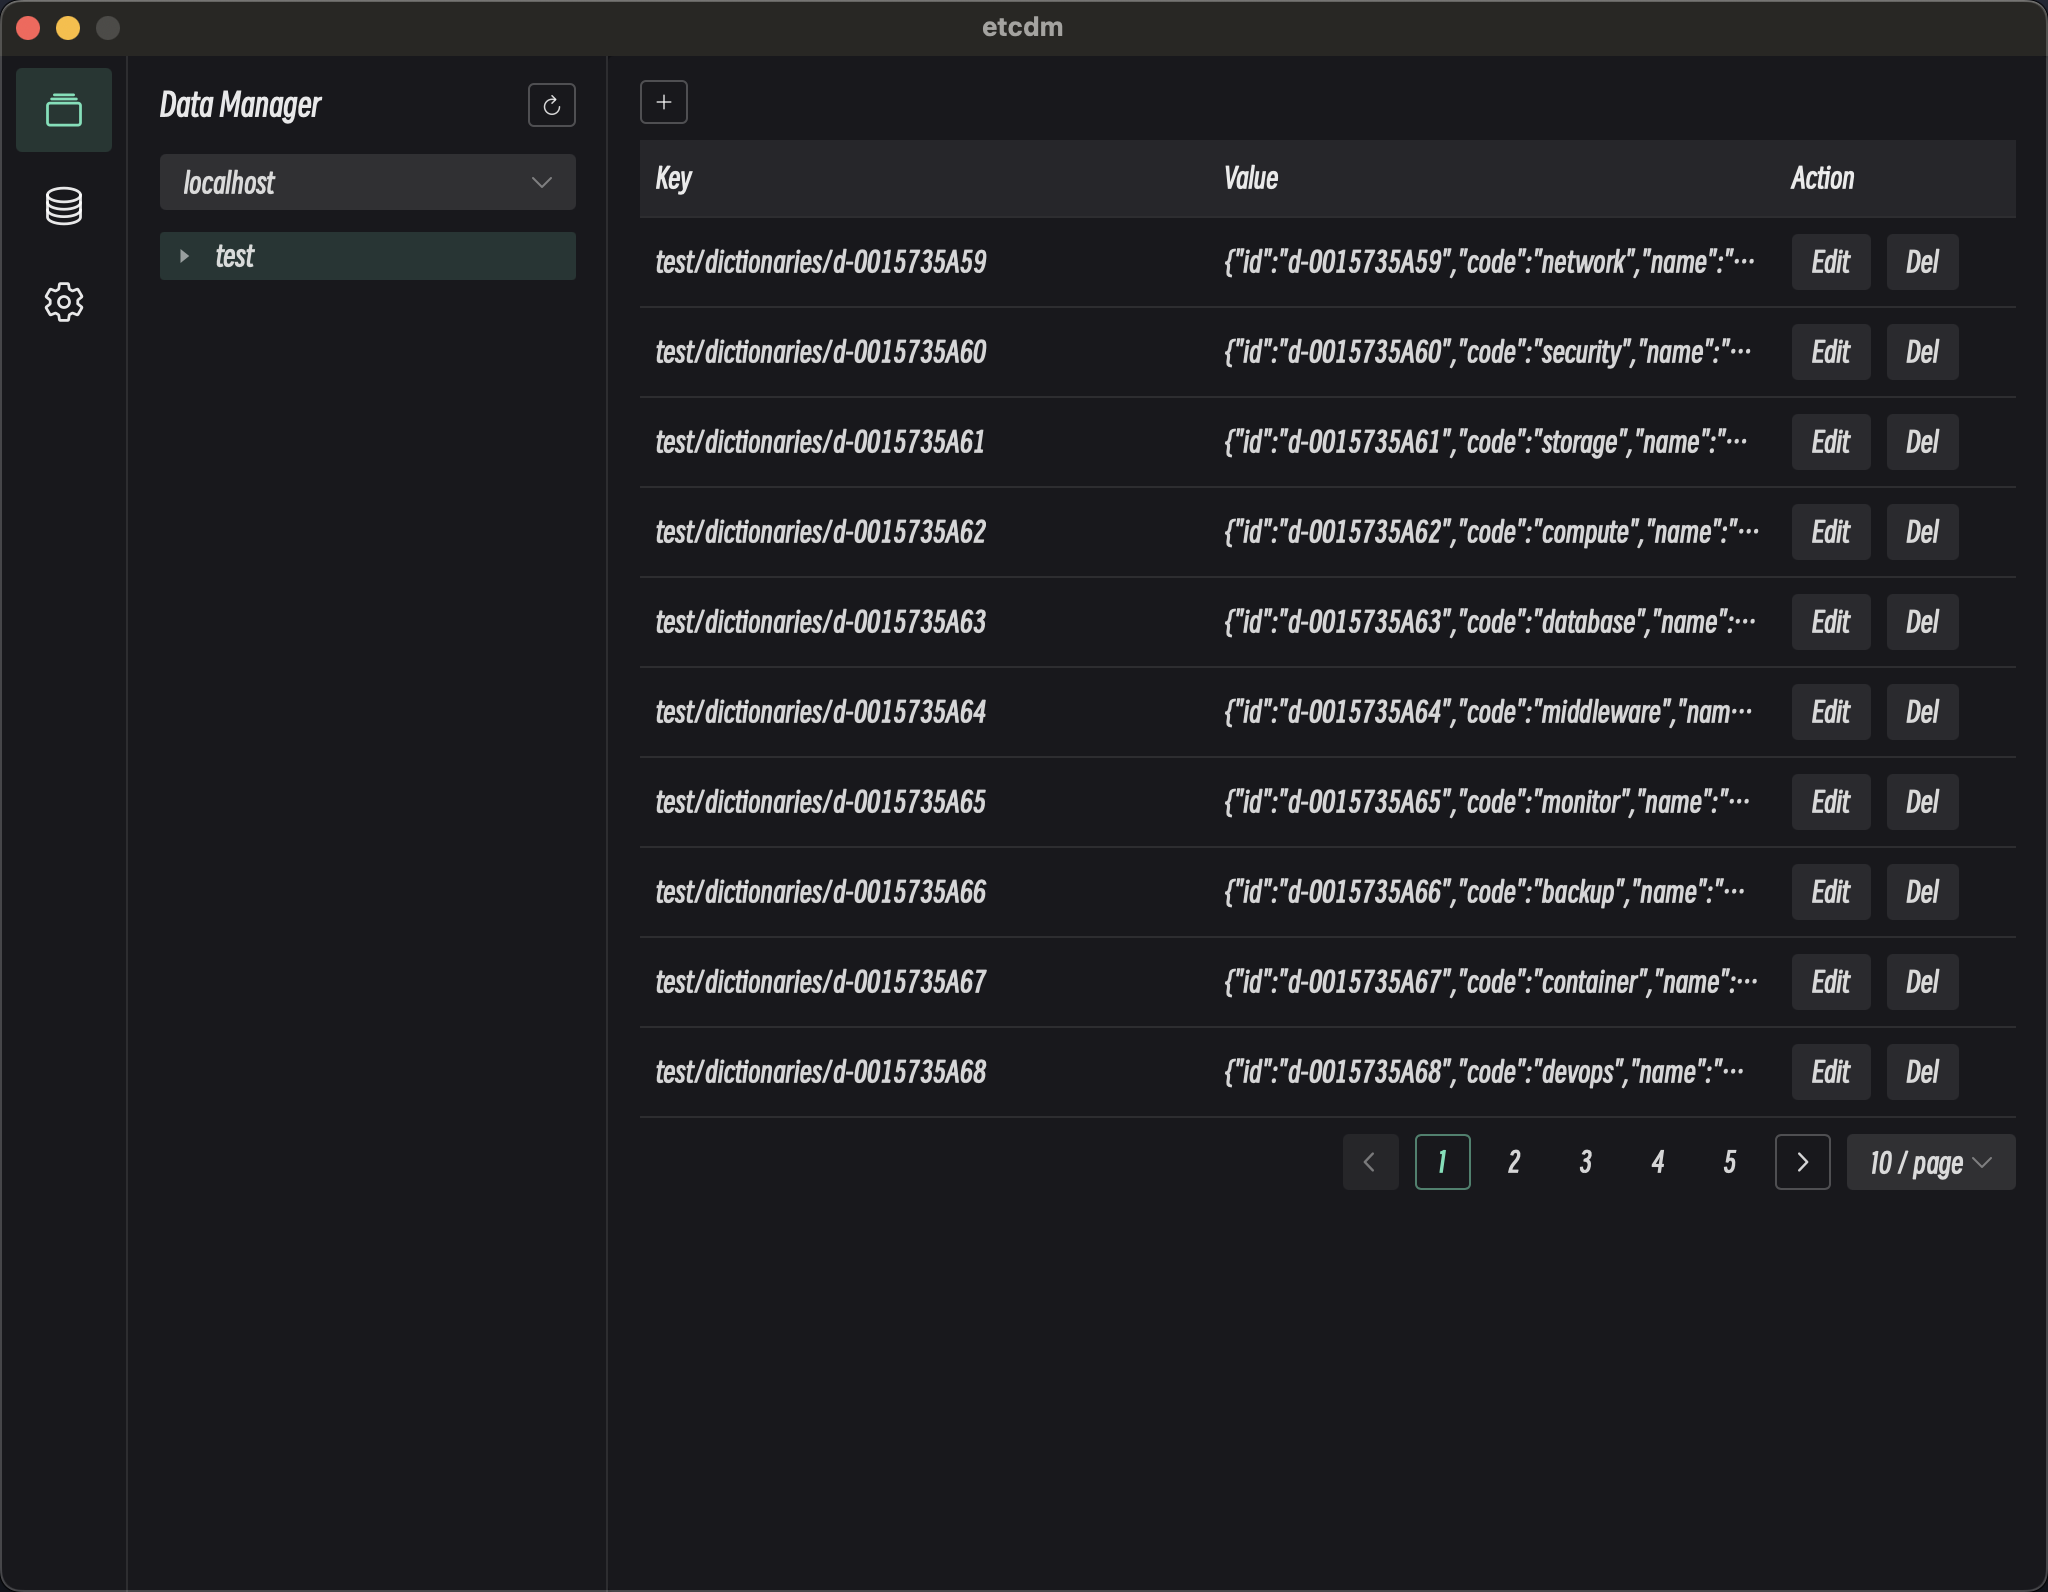 etcdm
Data Manager
localhost
test
Key Value Action
test/dictionaries/d-0015735A59 {"id":"d-0015735A59","code":"network","name":"··· Edit Del
test/dictionaries/d-0015735A60 {"id":"d-0015735A60","code":"security","name":"··· Edit Del
test/dictionaries/d-0015735A61 {"id":"d-0015735A61","code":"storage","name":"··· Edit Del
test/dictionaries/d-0015735A62 {"id":"d-0015735A62","code":"compute","name":"··· Edit Del
test/dictionaries/d-0015735A63 {"id":"d-0015735A63","code":"database","name":··· Edit Del
test/dictionaries/d-0015735A64 {"id":"d-0015735A64","code":"middleware","nam··· Edit Del
test/dictionaries/d-0015735A65 {"id":"d-0015735A65","code":"monitor","name":"··· Edit Del
test/dictionaries/d-0015735A66 {"id":"d-0015735A66","code":"backup","name":"··· Edit Del
test/dictionaries/d-0015735A67 {"id":"d-0015735A67","code":"container","name":··· Edit Del
test/dictionaries/d-0015735A68 {"id":"d-0015735A68","code":"devops","name":"··· Edit Del
1 2 3 4 5 10 / page